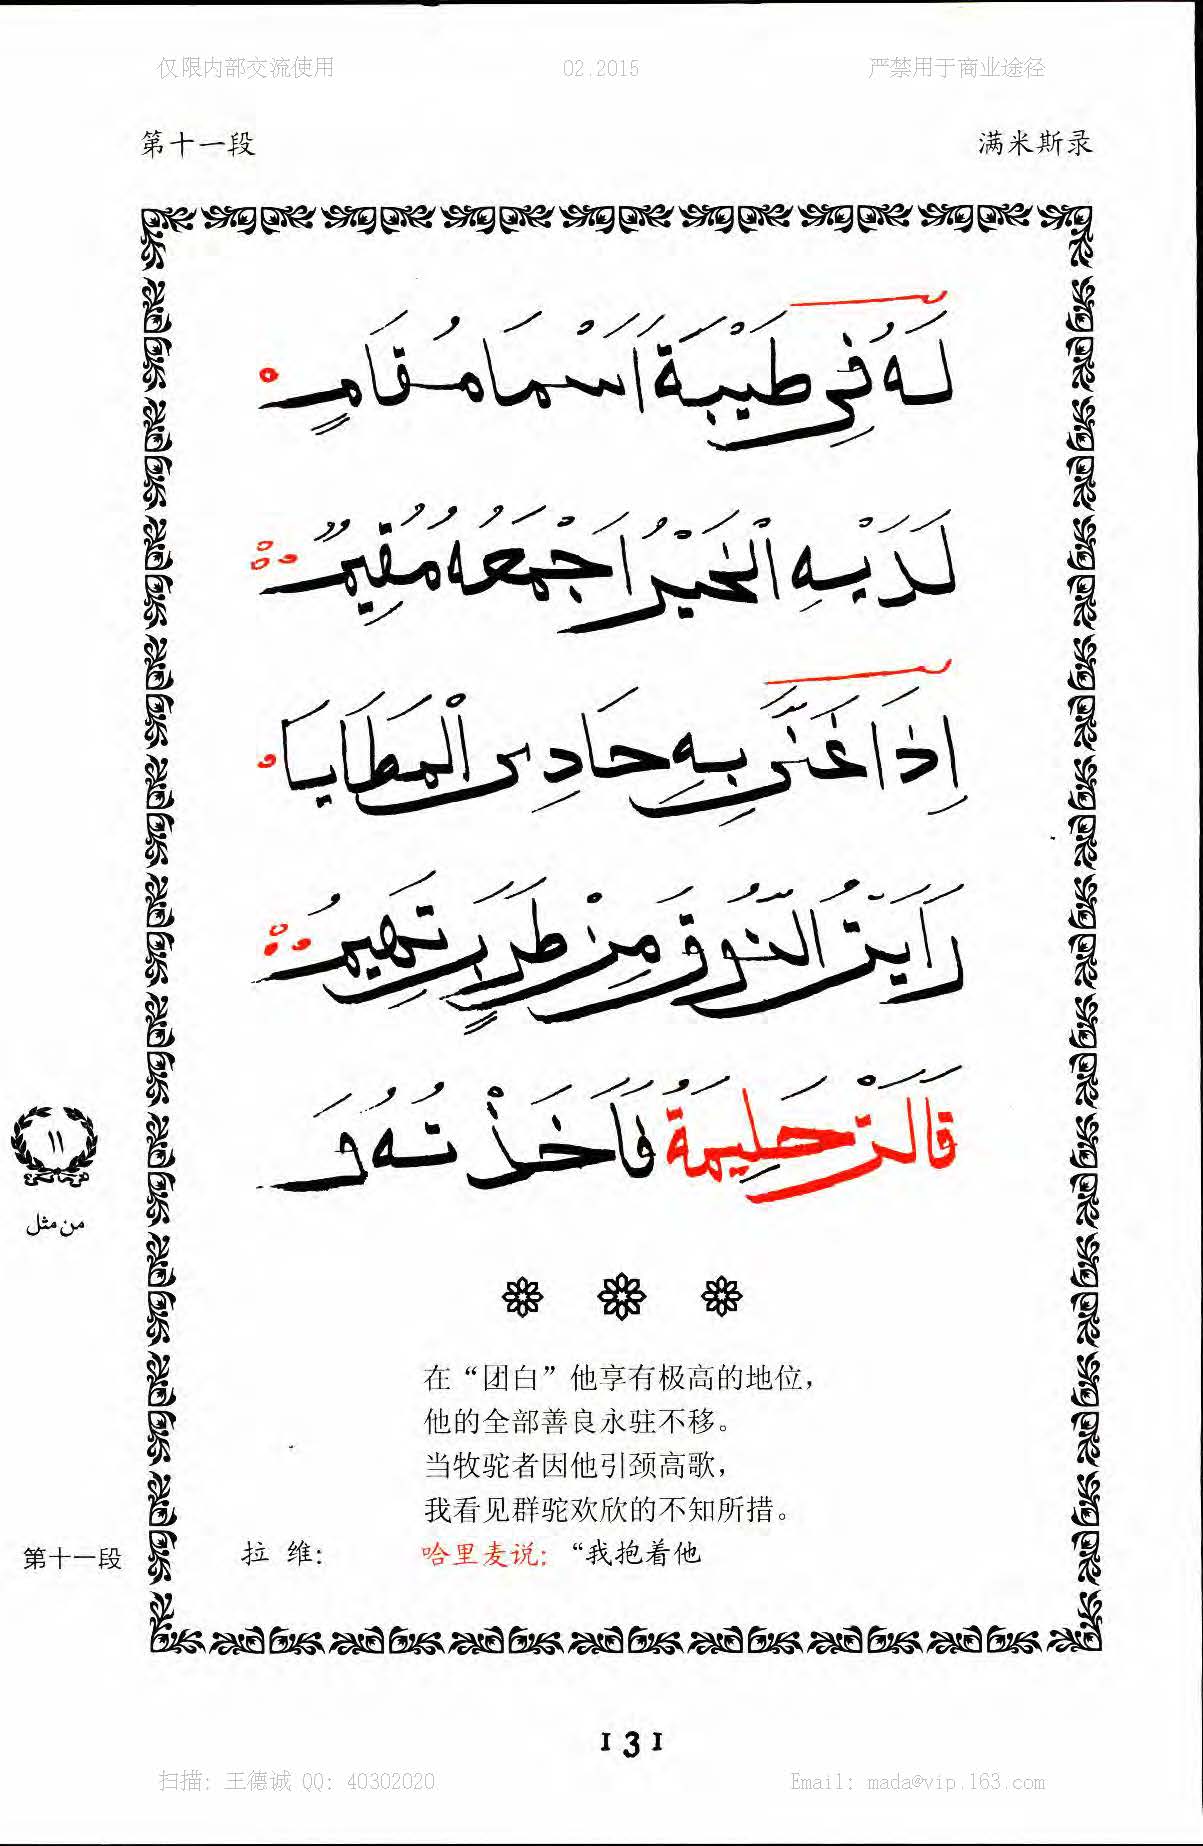 仅限内部交流使用 02.2015 严禁用于商业途径
第十一段 满米斯录
لَهُ فِي طَيْبَةَ اَسْمَا مُقَامٍ
لَدَيْهِ الْخَيْرُ اَجْمَعُهُ مُقِيمٌ
اِذَا غَنَّى بِهِ حَادِى الْمَطَايَا
رَاَيْتُ النُّوقَ مِنْ طَرَبٍ تَهِيمُ
قَالَتْ حَلِيمَةُ فَاَخَذْتُهُ وَ
١١
من مثل
在“团白”他享有极高的地位，
他的全部善良永驻不移。
当牧驼者因他引颈高歌，
我看见群驼欢欣的不知所措。
第十一段 拉 维： 哈里麦说：“我抱着他
131
扫描: 王德诚 QQ: 40302020 Email: mada@vip.163.com